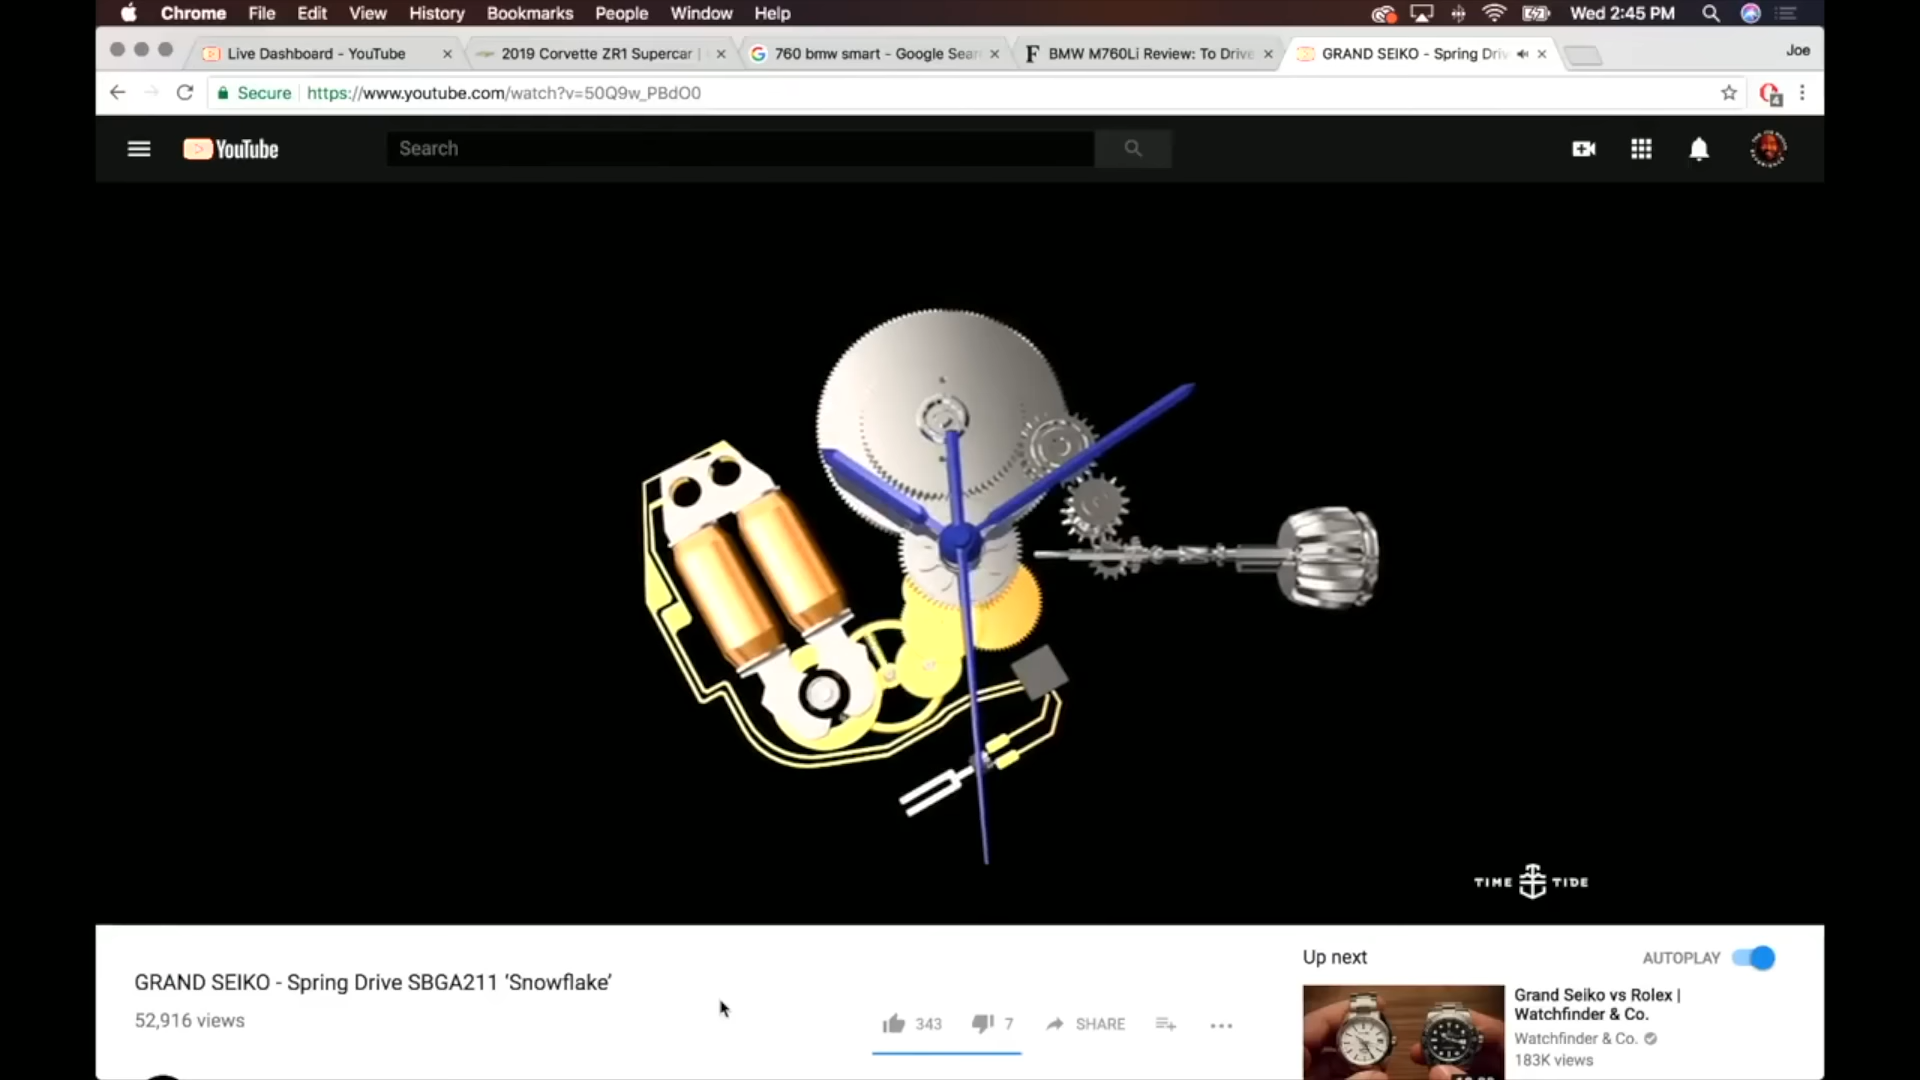 Chrome File Edit View History Bookmarks People Window Help Wed 2:45 PM
Live Dashboard - YouTube 2019 Corvette ZR1 Supercar | 760 bmw smart - Google Sear BMW M760Li Review: To Drive GRAND SEIKO - Spring Driv Joe
Secure https://www.youtube.com/watch?v=50Q9w_PBdO0 4
YouTube Search
TIME TIDE
Up next AUTOPLAY
GRAND SEIKO - Spring Drive SBGA211 ‘Snowflake’
52,916 views
343 7 SHARE
Grand Seiko vs Rolex |
Watchfinder & Co.
Watchfinder & Co.
183K views